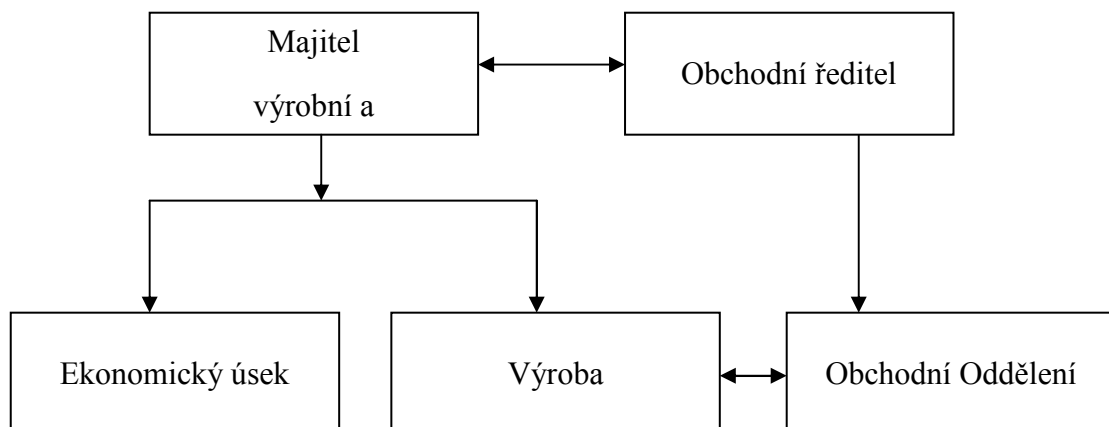 Majitel
výrobní a
Obchodní ředitel
Ekonomický úsek
Výroba
Obchodní Oddělení